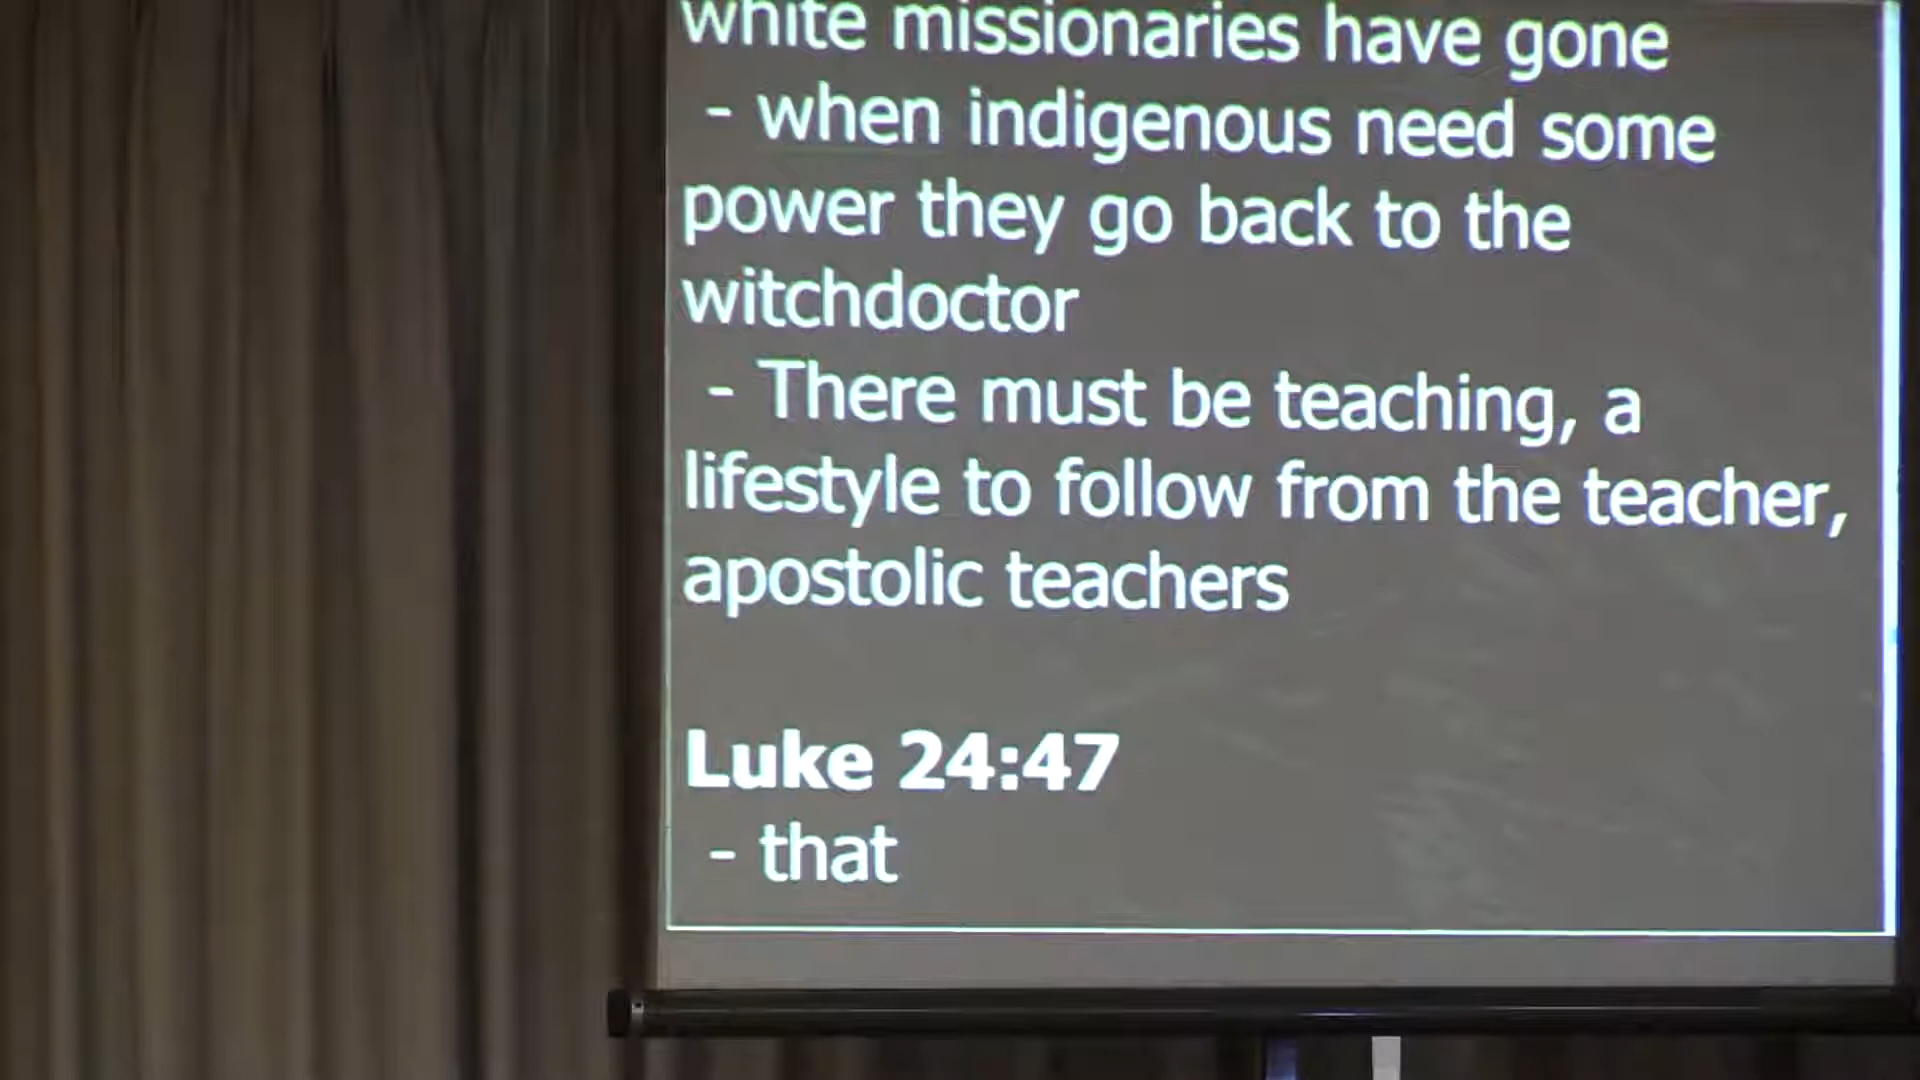 white missionaries have gone
- when indigenous need some
power they go back to the
witchdoctor
- There must be teaching, a
lifestyle to follow from the teacher,
apostolic teachers
Luke 24:47
- that